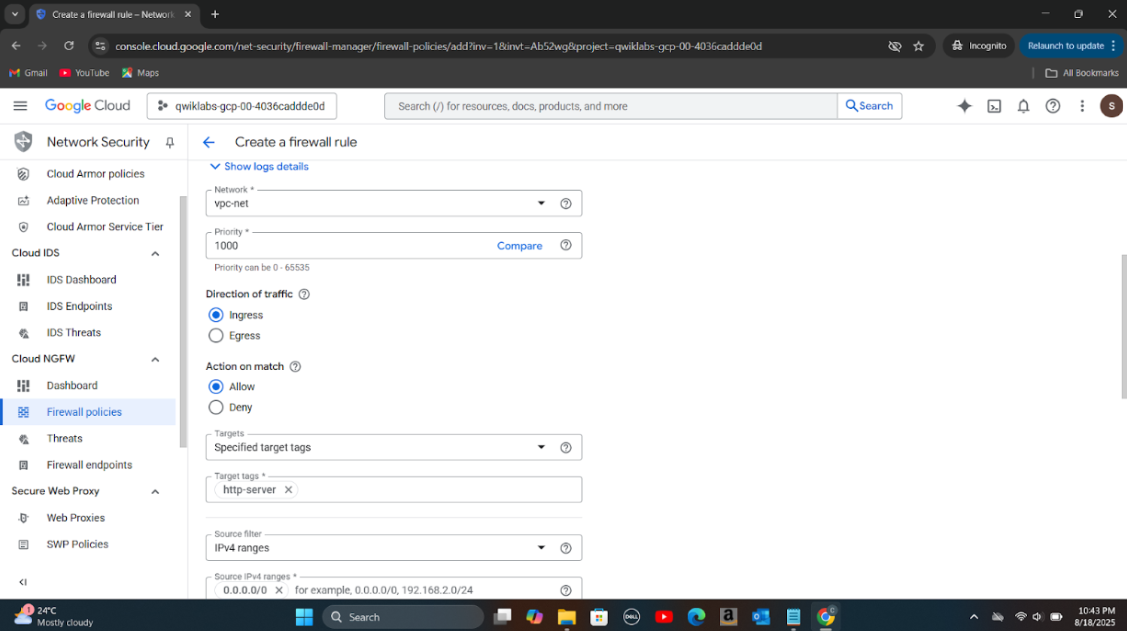 Create a firewall rule – Network
console.cloud.google.com/net-security/firewall-manager/firewall-policies/add?inv=1&invt=Ab52wg&project=qwiklabs-gcp-00-4036caddde0d
Incognito
Relaunch to update
Gmail
YouTube
Maps
All Bookmarks
Google Cloud
qwiklabs-gcp-00-4036caddde0d
Search (/) for resources, docs, products, and more
Search
S
Network Security
Create a firewall rule
Cloud Armor policies
Adaptive Protection
Cloud Armor Service Tier
Cloud IDS
IDS Dashboard
IDS Endpoints
IDS Threats
Cloud NGFW
Dashboard
Firewall policies
Threats
Firewall endpoints
Secure Web Proxy
Web Proxies
SWP Policies
Show logs details
Network *
vpc-net
Priority *
1000
Compare
Priority can be 0 - 65535
Direction of traffic
Ingress
Egress
Action on match
Allow
Deny
Targets
Specified target tags
Target tags *
http-server
Source filter
IPv4 ranges
Source IPv4 ranges *
0.0.0.0/0 for example, 0.0.0.0/0, 192.168.2.0/24
1
24°C
Mostly cloudy
Search
DELL
a
10:43 PM
8/18/2025